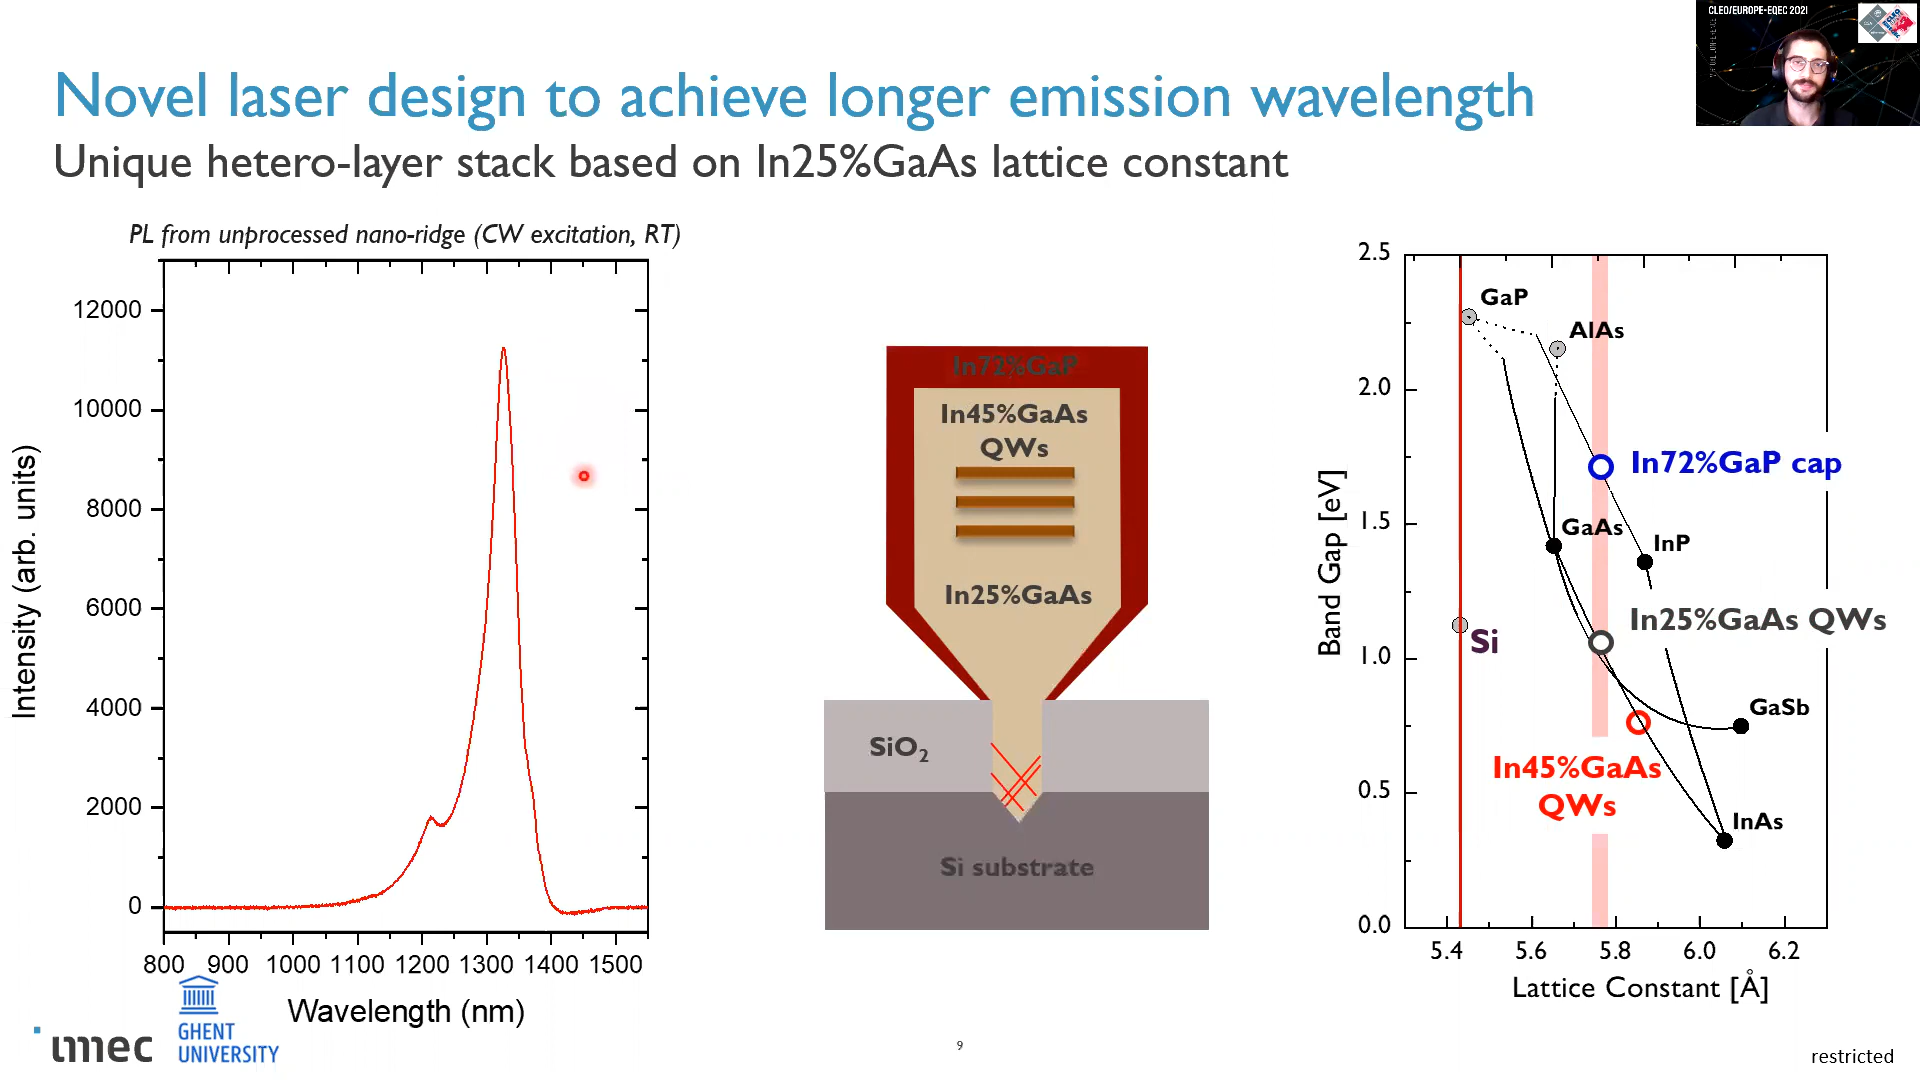 CLEO/EUROPE-EQEC 2021
Novel laser design to achieve longer emission wavelength
Unique hetero-layer stack based on In25%GaAs lattice constant
PL from unprocessed nano-ridge (CW excitation, RT)
12000
10000
8000
6000
4000
2000
0
Intensity (arb. units)
800 900 1000 1100 1200 1300 1400 1500
Wavelength (nm)
In72%GaP
In45%GaAs
QWs
In25%GaAs
SiO2
Si substrate
2.5
2.0
1.5
1.0
0.5
0.0
Band Gap [eV]
GaP
AlAs
In72%GaP cap
GaAs
InP
In25%GaAs QWs
Si
GaSb
In45%GaAs
QWs
InAs
5.4 5.6 5.8 6.0 6.2
Lattice Constant [Å]
imec
GHENT
UNIVERSITY
9
restricted